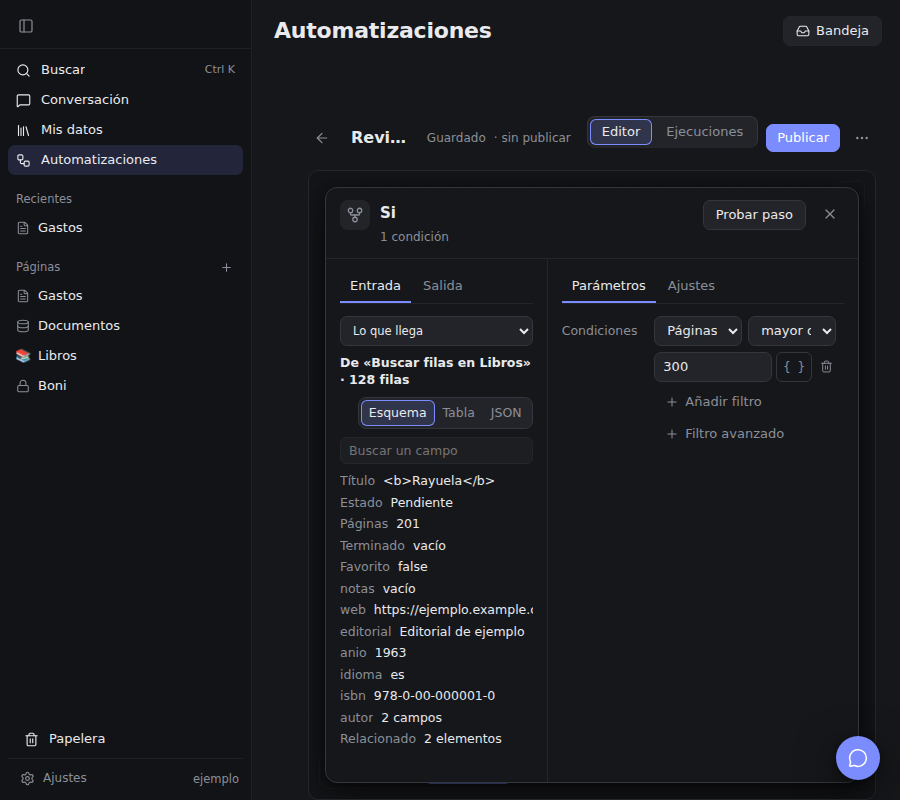 Automatizaciones
Bandeja
Buscar Ctrl K
Conversación
Mis datos
Automatizaciones
Recientes
Gastos
Páginas
Gastos
Documentos
Libros
Boni
Papelera
Ajustes ejemplo
Revi... Guardado · sin publicar Editor Ejecuciones Publicar
Si
1 condición
Probar paso
Entrada Salida
Lo que llega
De «Buscar filas en Libros»
· 128 filas
Esquema Tabla JSON
Buscar un campo
Título <b>Rayuela</b>
Estado Pendiente
Páginas 201
Terminado vacío
Favorito false
notas vacío
web https://ejemplo.example.
editorial Editorial de ejemplo
anio 1963
idioma es
isbn 978-0-00-000001-0
autor 2 campos
Relacionado 2 elementos
Parámetros Ajustes
Condiciones Páginas mayor
300 { }
Añadir filtro
Filtro avanzado